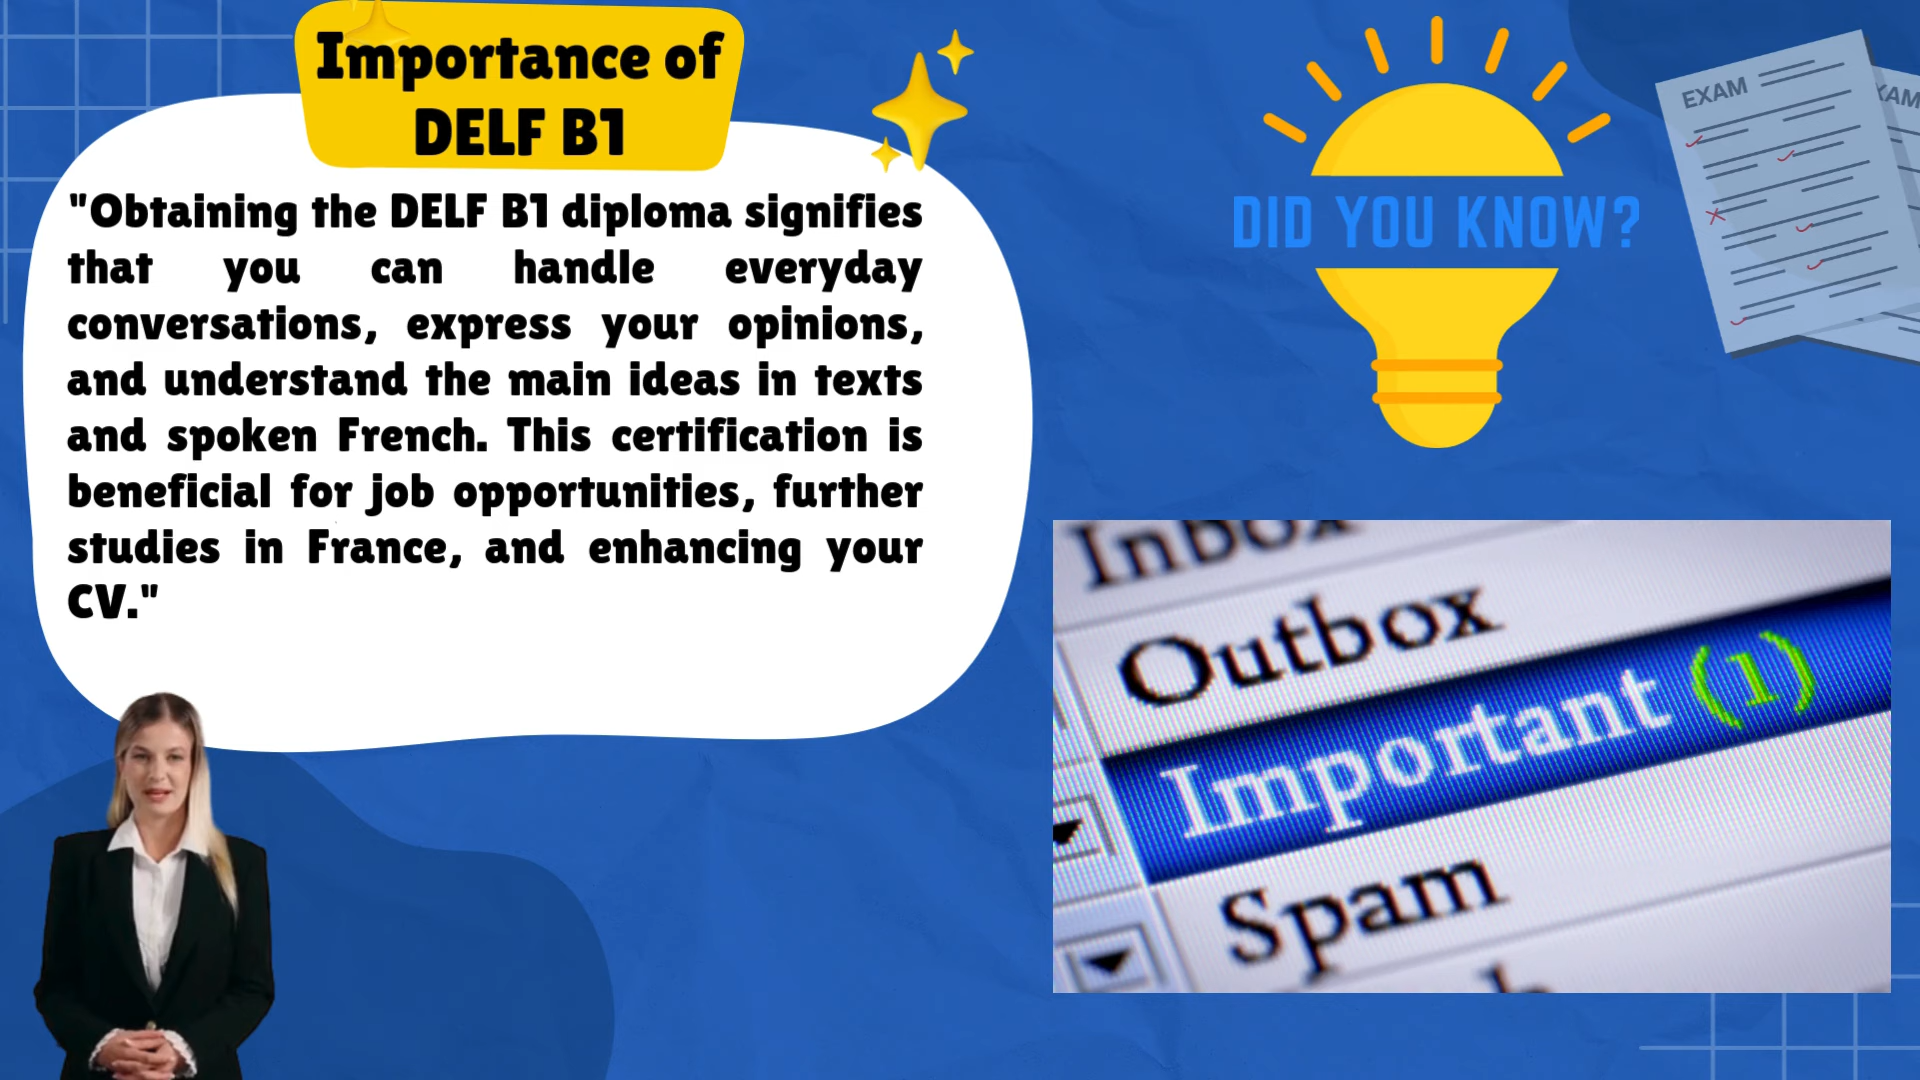 Importance of
DELF B1
"Obtaining the DELF B1 diploma signifies
that you can handle everyday
conversations, express your opinions,
and understand the main ideas in texts
and spoken French. This certification is
beneficial for job opportunities, further
studies in France, and enhancing your
CV."
DID YOU KNOW?
EXAM
Inbox
Outbox
Important (1)
Spam